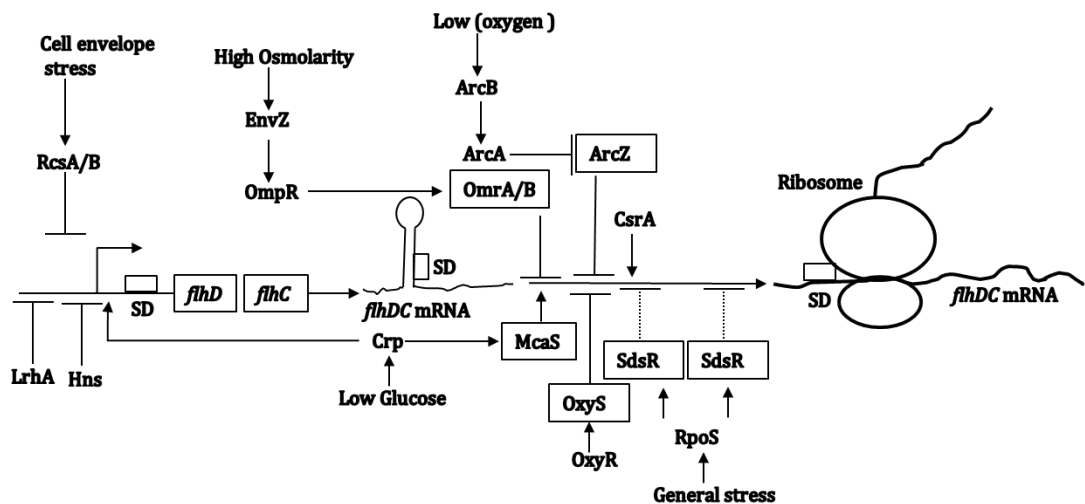 Low (oxygen )
Cell envelope
stress
High Osmolarity
ArcB
EnvZ
RcsA/B
ArcA
ArcZ
OmpR
OmrA/B
Ribosome
CsrA
SD
SD
flhD
flhC
flhDC mRNA
SD
flhDC mRNA
Crp
McaS
LrhA
Hns
SdsR
SdsR
Low Glucose
OxyS
RpoS
OxyR
General stress